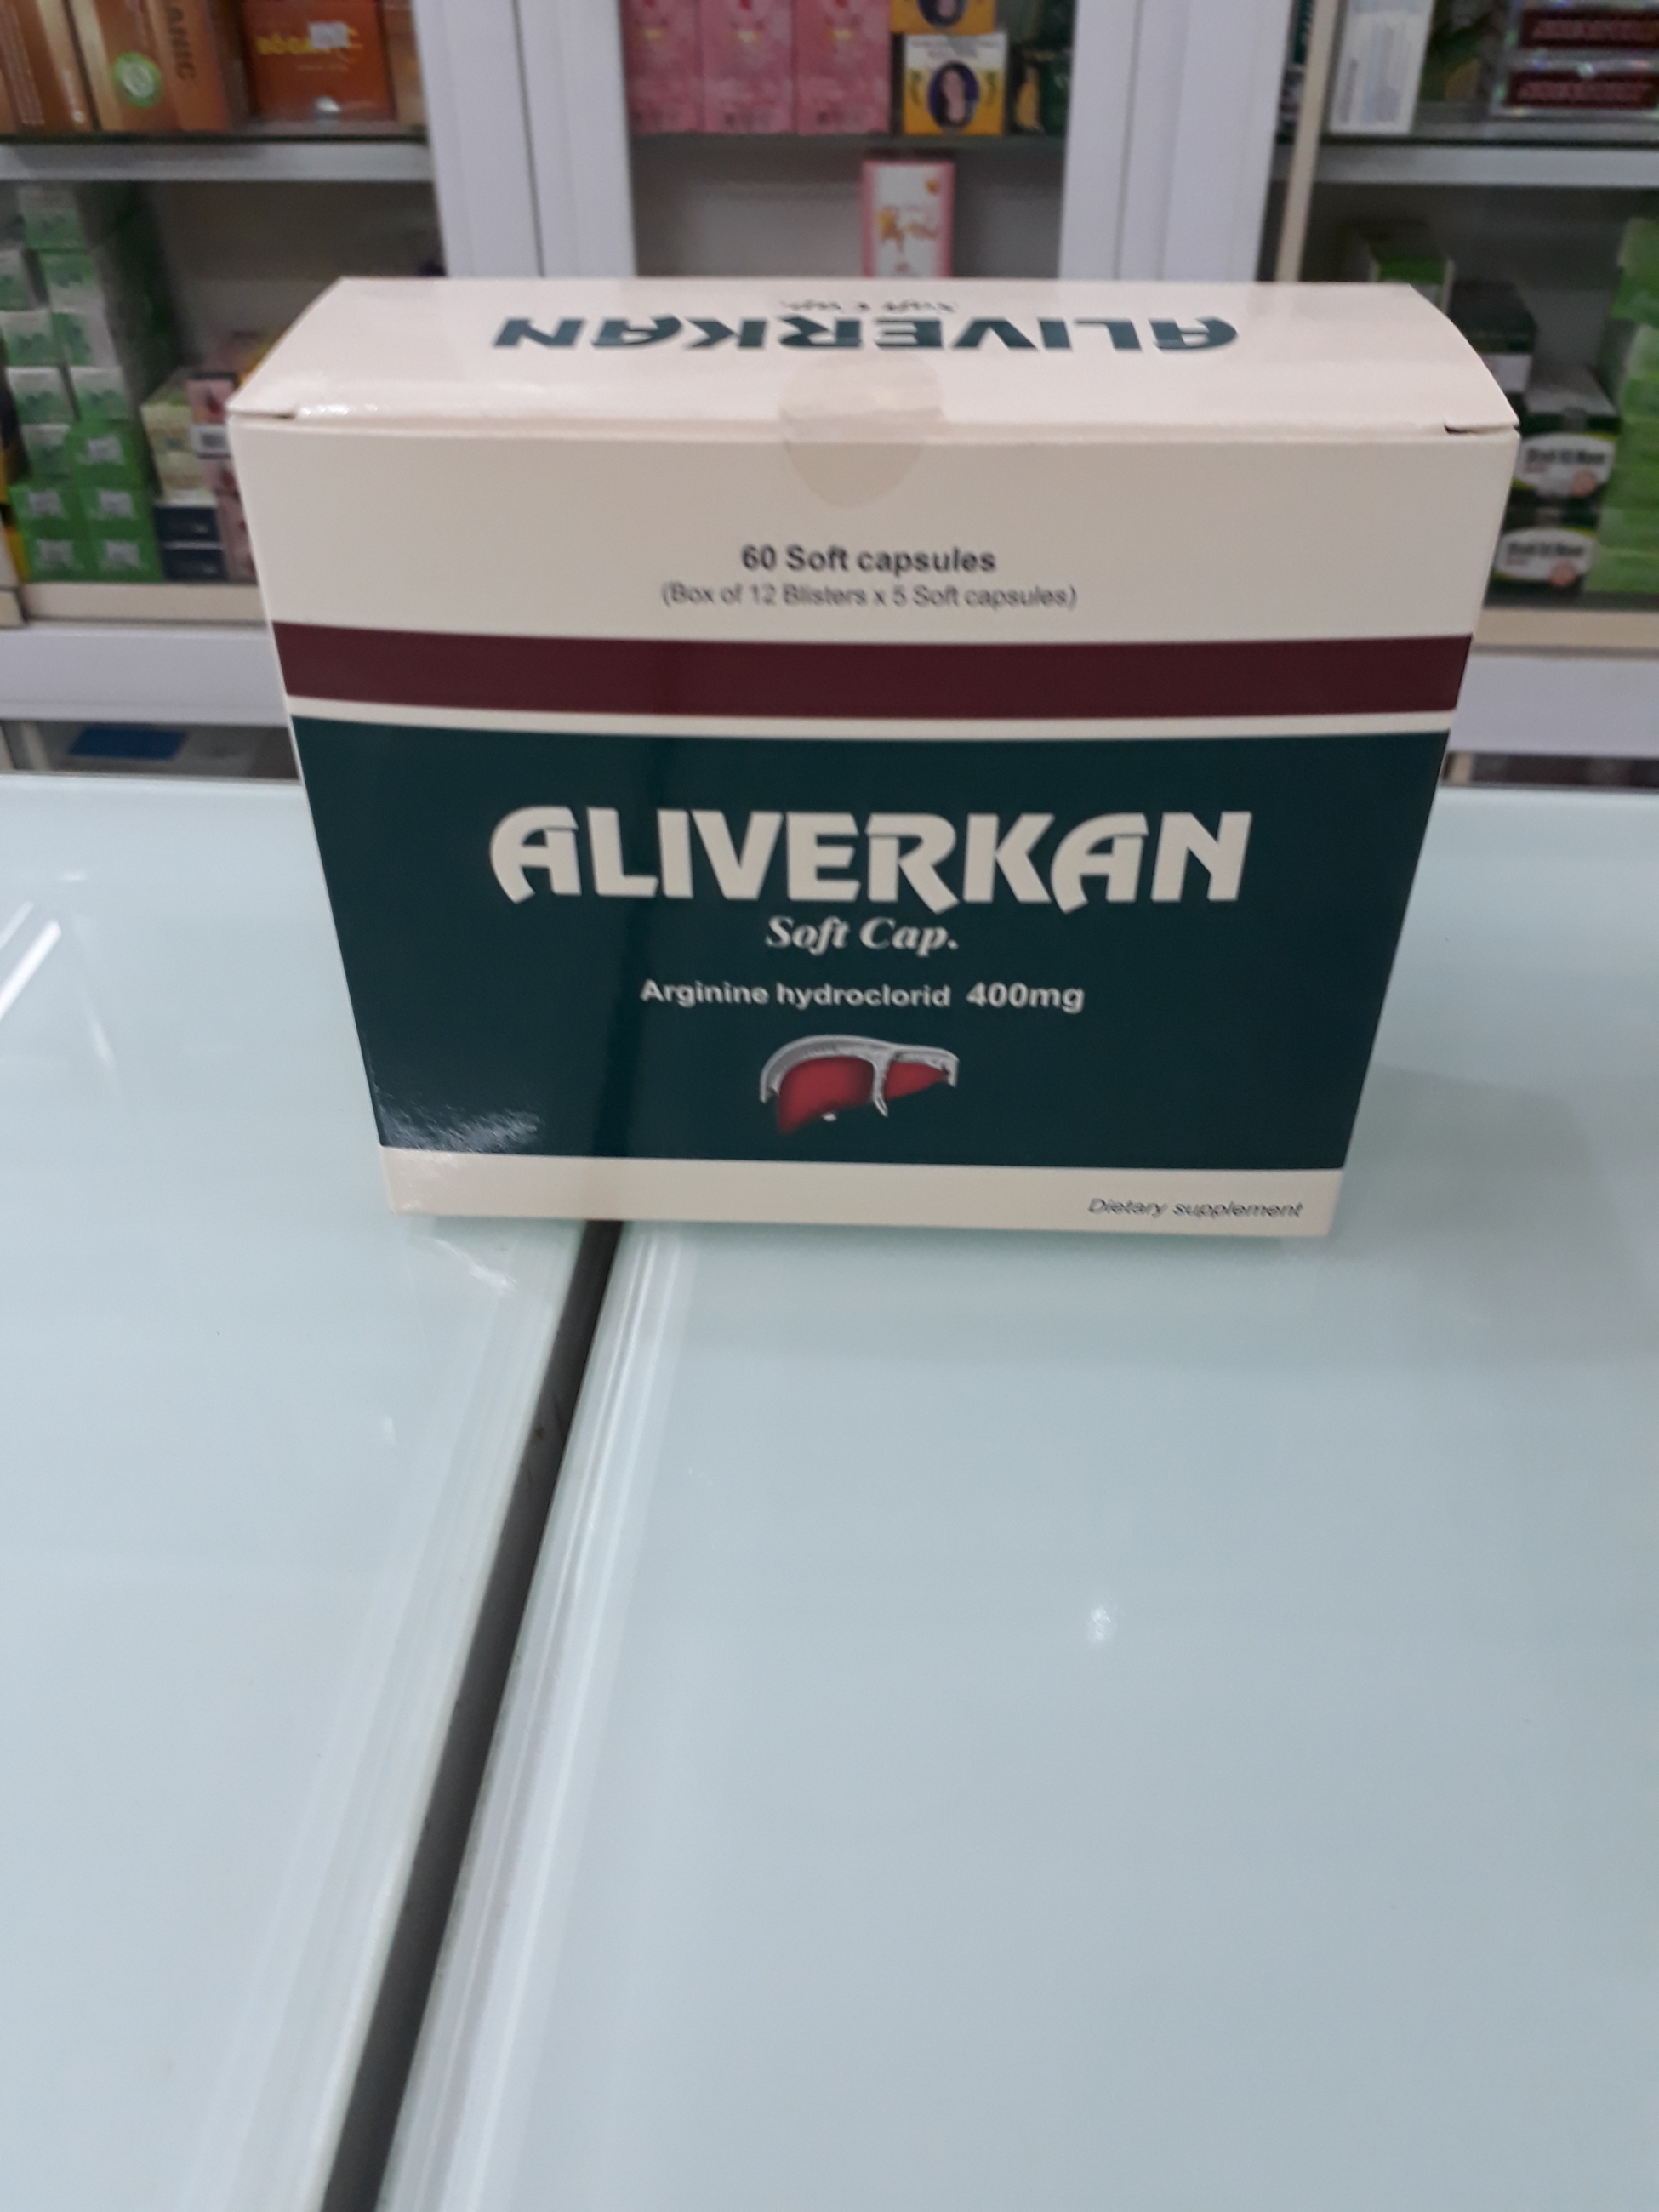 ALIVERKAN
60 Soft capsules
(Box of 12 Blisters x 5 Soft capsules)
ALIVERKAN
Soft Cap.
Arginine hydroclorid 400mg
Dietary supplement